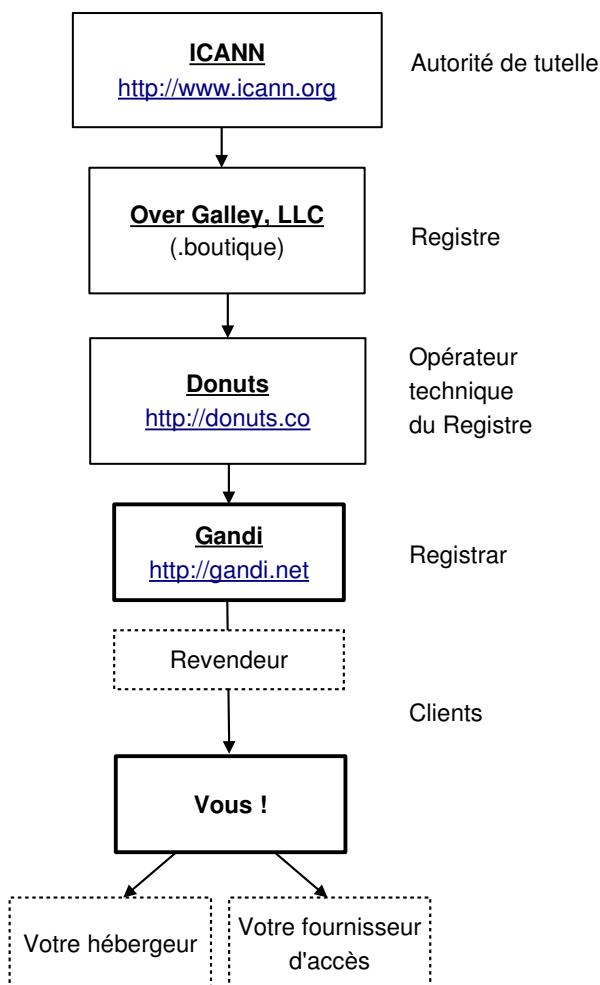 ICANN
http://www.icann.org
Autorité de tutelle
Over Galley, LLC
(.boutique)
Registre
Donuts
http://donuts.co
Opérateur
technique
du Registre
Gandi
http://gandi.net
Registrar
Revendeur
Clients
Vous !
Votre hébergeur
Votre fournisseur
d'accès